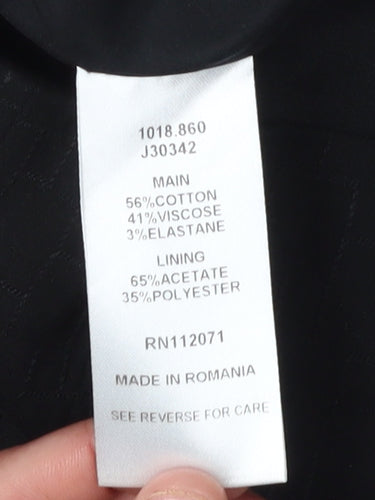 1018.860
J30342
MAIN
56%COTTON
41%VISCOSE
3%ELASTANE
LINING
65%ACETATE
35%POLYESTER
RN112071
MADE IN ROMANIA
SEE REVERSE FOR CARE